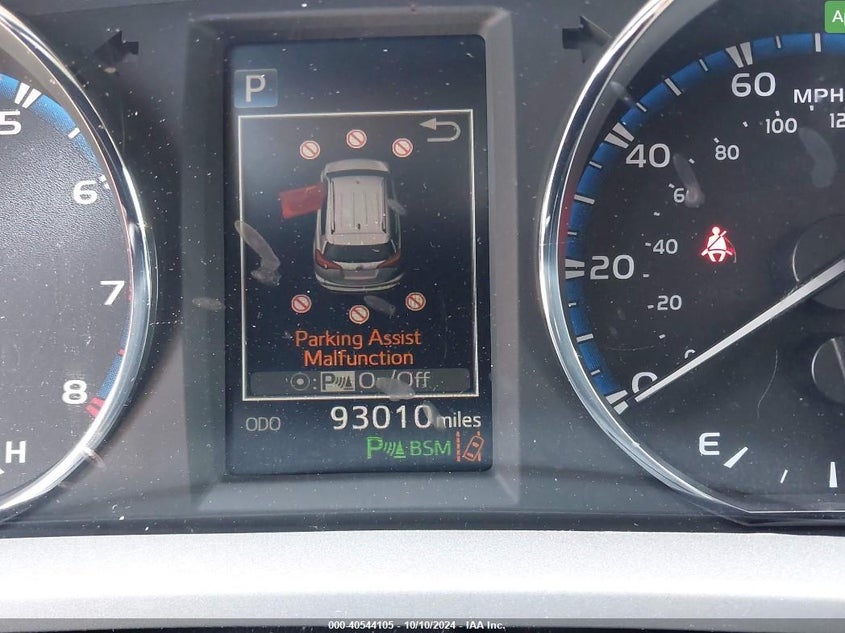 A
P
5
6
7
8
H
Parking Assist
Malfunction
P On/Off
ODO 93010 miles
P BSM
60
MPH
40
20
0
100
80
40
20
E
000-40544105 - 10/10/2024 - IAA Inc.